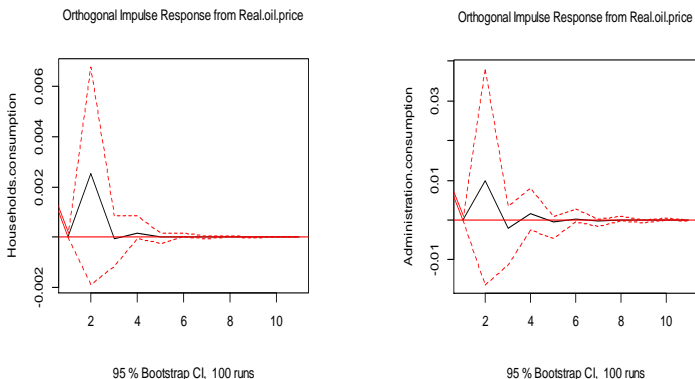 Orthogonal Impulse Response from Real.oil.price
Households.consumption
0.006
0.004
0.002
-0.002
2
4
6
8
10
95 % Bootstrap CI, 100 runs
Orthogonal Impulse Response from Real.oil.price
Administration.consumption
0.03
0.01
-0.01
2
4
6
8
10
95 % Bootstrap CI, 100 runs